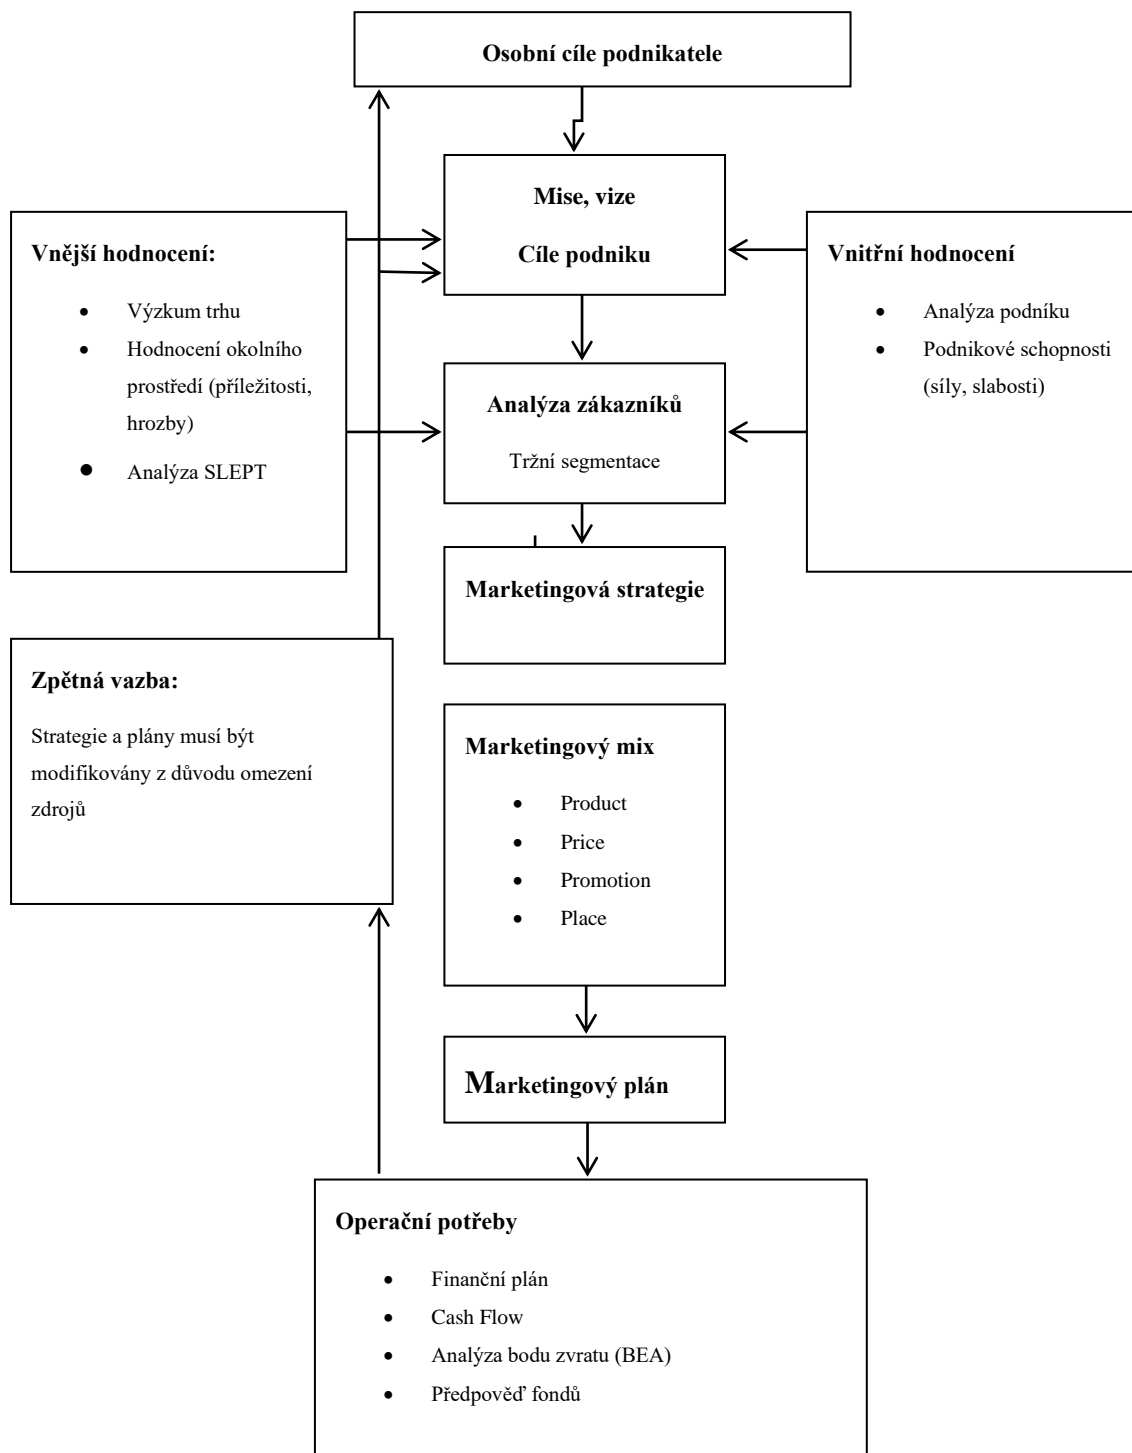 Osobní cíle podnikatele
Mise, vize
Cíle podniku
Vnější hodnocení:
• Výzkum trhu
• Hodnocení okolního
prostředí (příležitosti,
hrozby)
• Analýza SLEPT
Vnitřní hodnocení
• Analýza podníku
• Podnikové schopnosti
(síly, slabosti)
Analýza zákazníků
Tržní segmentace
Marketingová strategie
Zpětná vazba:
Strategie a plány musí být
modifikovány z důvodu omezení
zdrojů
Marketingový mix
• Product
• Price
• Promotion
• Place
Marketingový plán
Operační potřeby
• Finanční plán
• Cash Flow
• Analýza bodu zvratu (BEA)
• Předpověď fondů